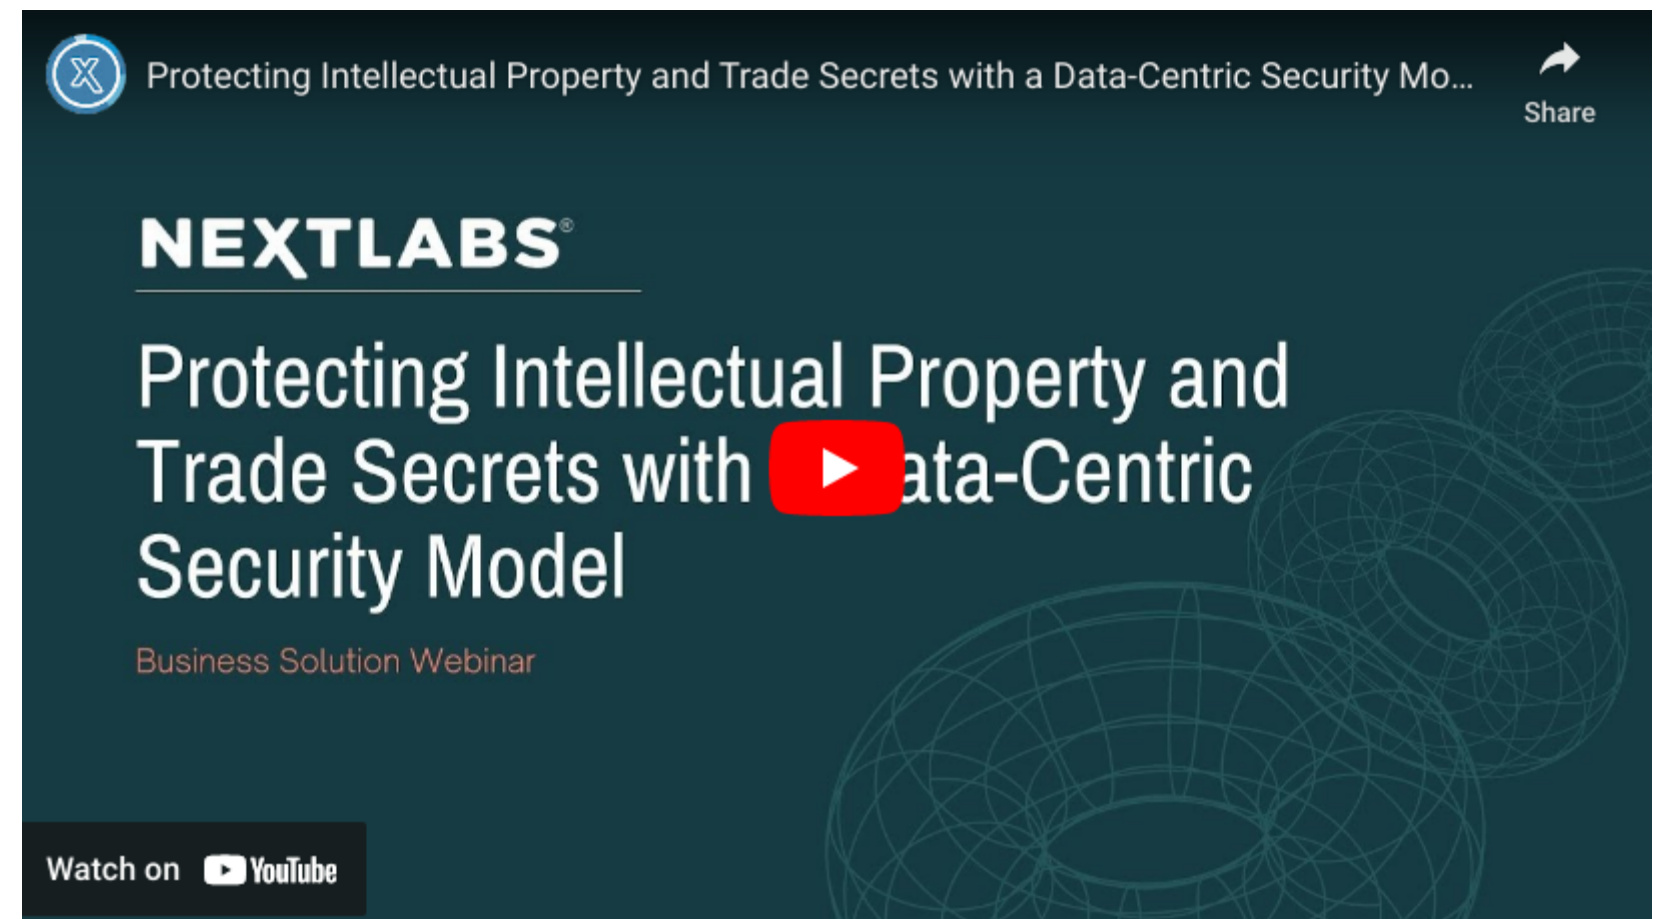 Protecting Intellectual Property and Trade Secrets with a Data-Centric Security Mo...
Share
NEXTLABS®
Protecting Intellectual Property and
Trade Secrets with ata-Centric
Security Model
Business Solution Webinar
Watch on YouTube